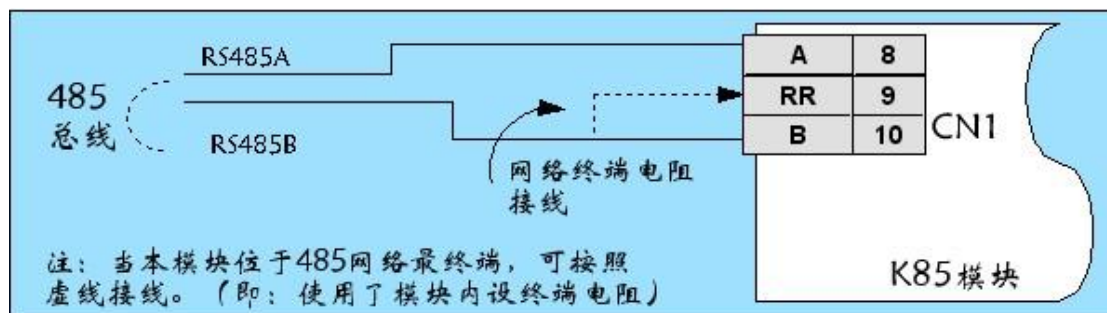 RS485A
A 8
485
总线
RR 9
CN1
RS485B
B 10
网络终端电阻
接线
注：当本模块位于485网络最终端，可按照
虚线接线。（即：使用了模块内设终端电阻）
K85模块